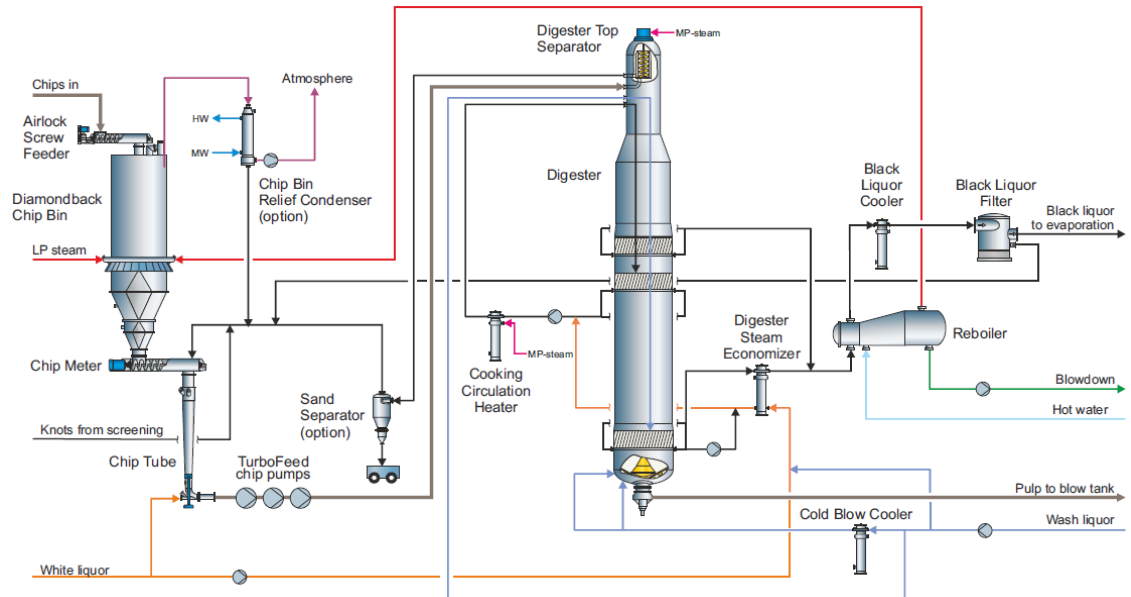 Digester Top
Separator
MP-steam
Chips in
Atmosphere
Airlock
Screw
Feeder
HW
MW
Chip Bin
Relief Condenser
(option)
Digester
Diamondback
Chip Bin
LP steam
Black
Liquor
Cooler
Black Liquor
Filter
Black liquor
to evaporation
Reboiler
Digester
Steam
Economizer
MP-steam
Cooking
Circulation
Heater
Chip Meter
Sand
Separator
(option)
Blowdown
Hot water
Knots from screening
Chip Tube
TurboFeed
chip pumps
Pulp to blow tank
Cold Blow Cooler
Wash liquor
White liquor